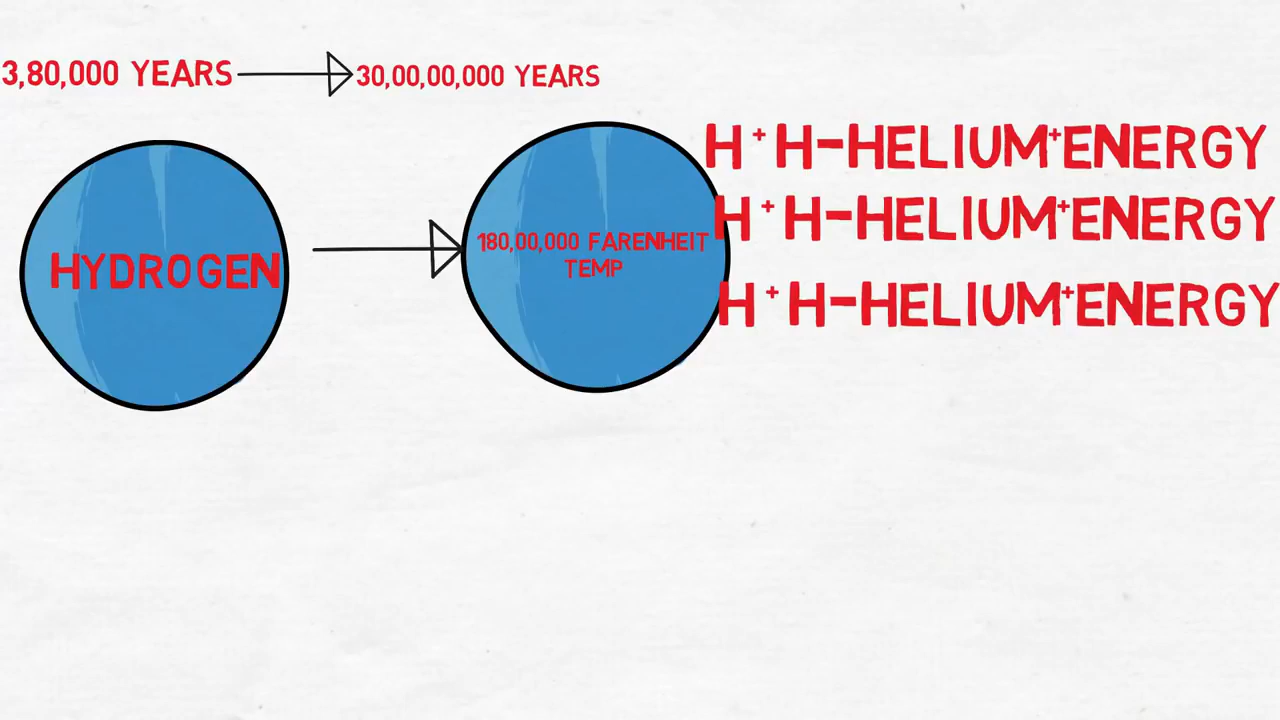 3,80,000 YEARS
30,00,00,000 YEARS
HYDROGEN
180,00,000 FARENHEIT
TEMP
H + H-HELIUM+ENERGY
H + H-HELIUM+ENERGY
H + H-HELIUM+ENERGY